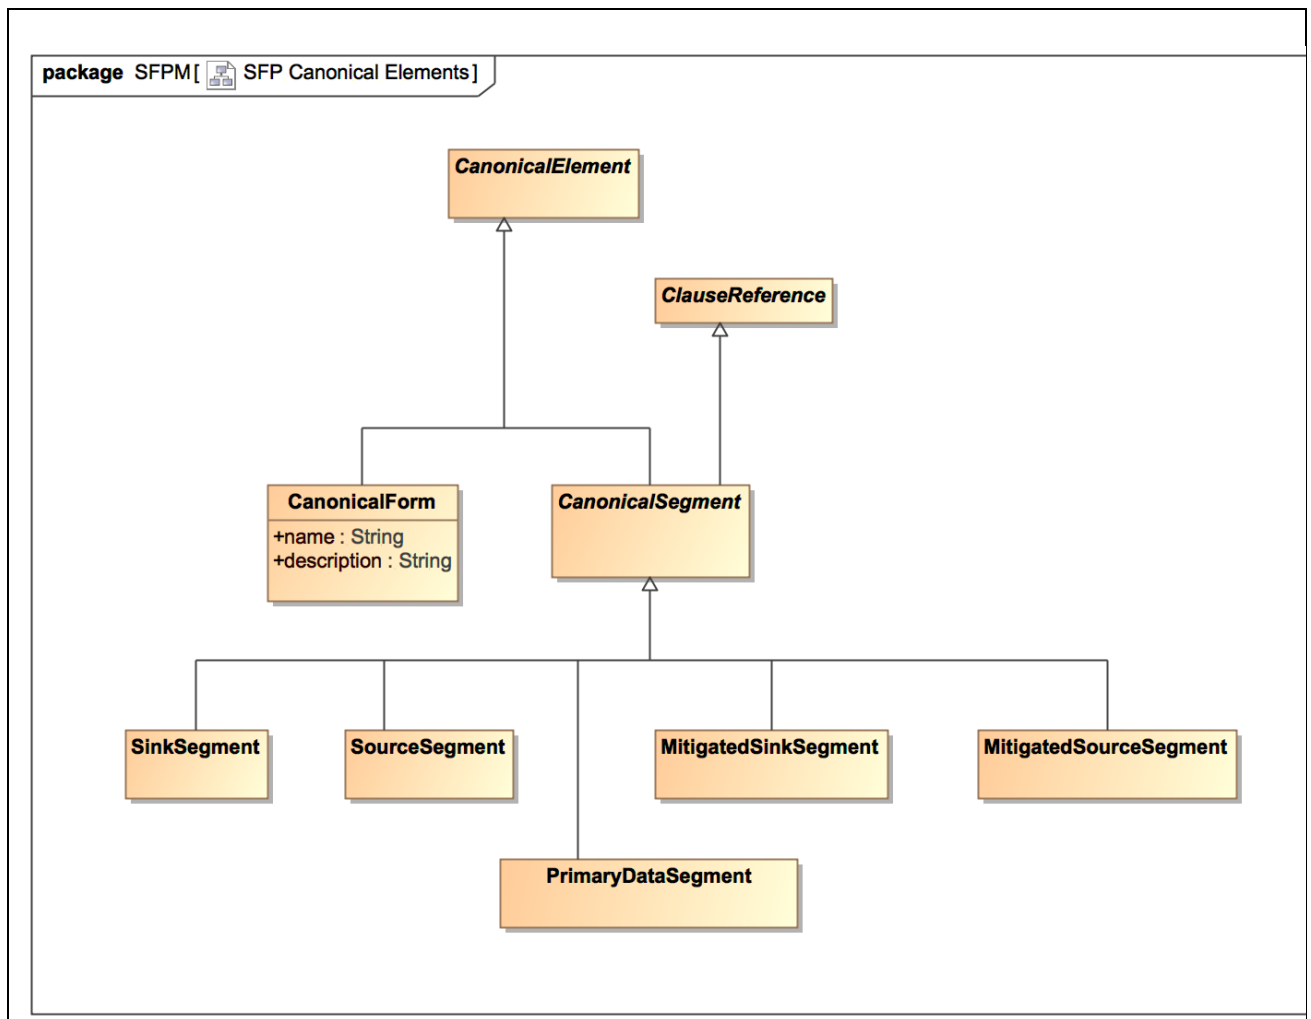 package SFPM[ SFP Canonical Elements]
CanonicalElement
ClauseReference
CanonicalForm
+name : String
+description : String
CanonicalSegment
SinkSegment
SourceSegment
MitigatedSinkSegment
MitigatedSourceSegment
PrimaryDataSegment